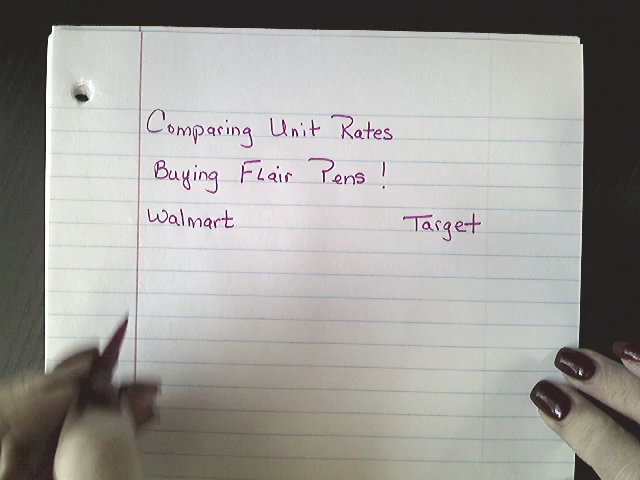 Comparing Unit Rates
Buying Flair Pens!
Walmart Target